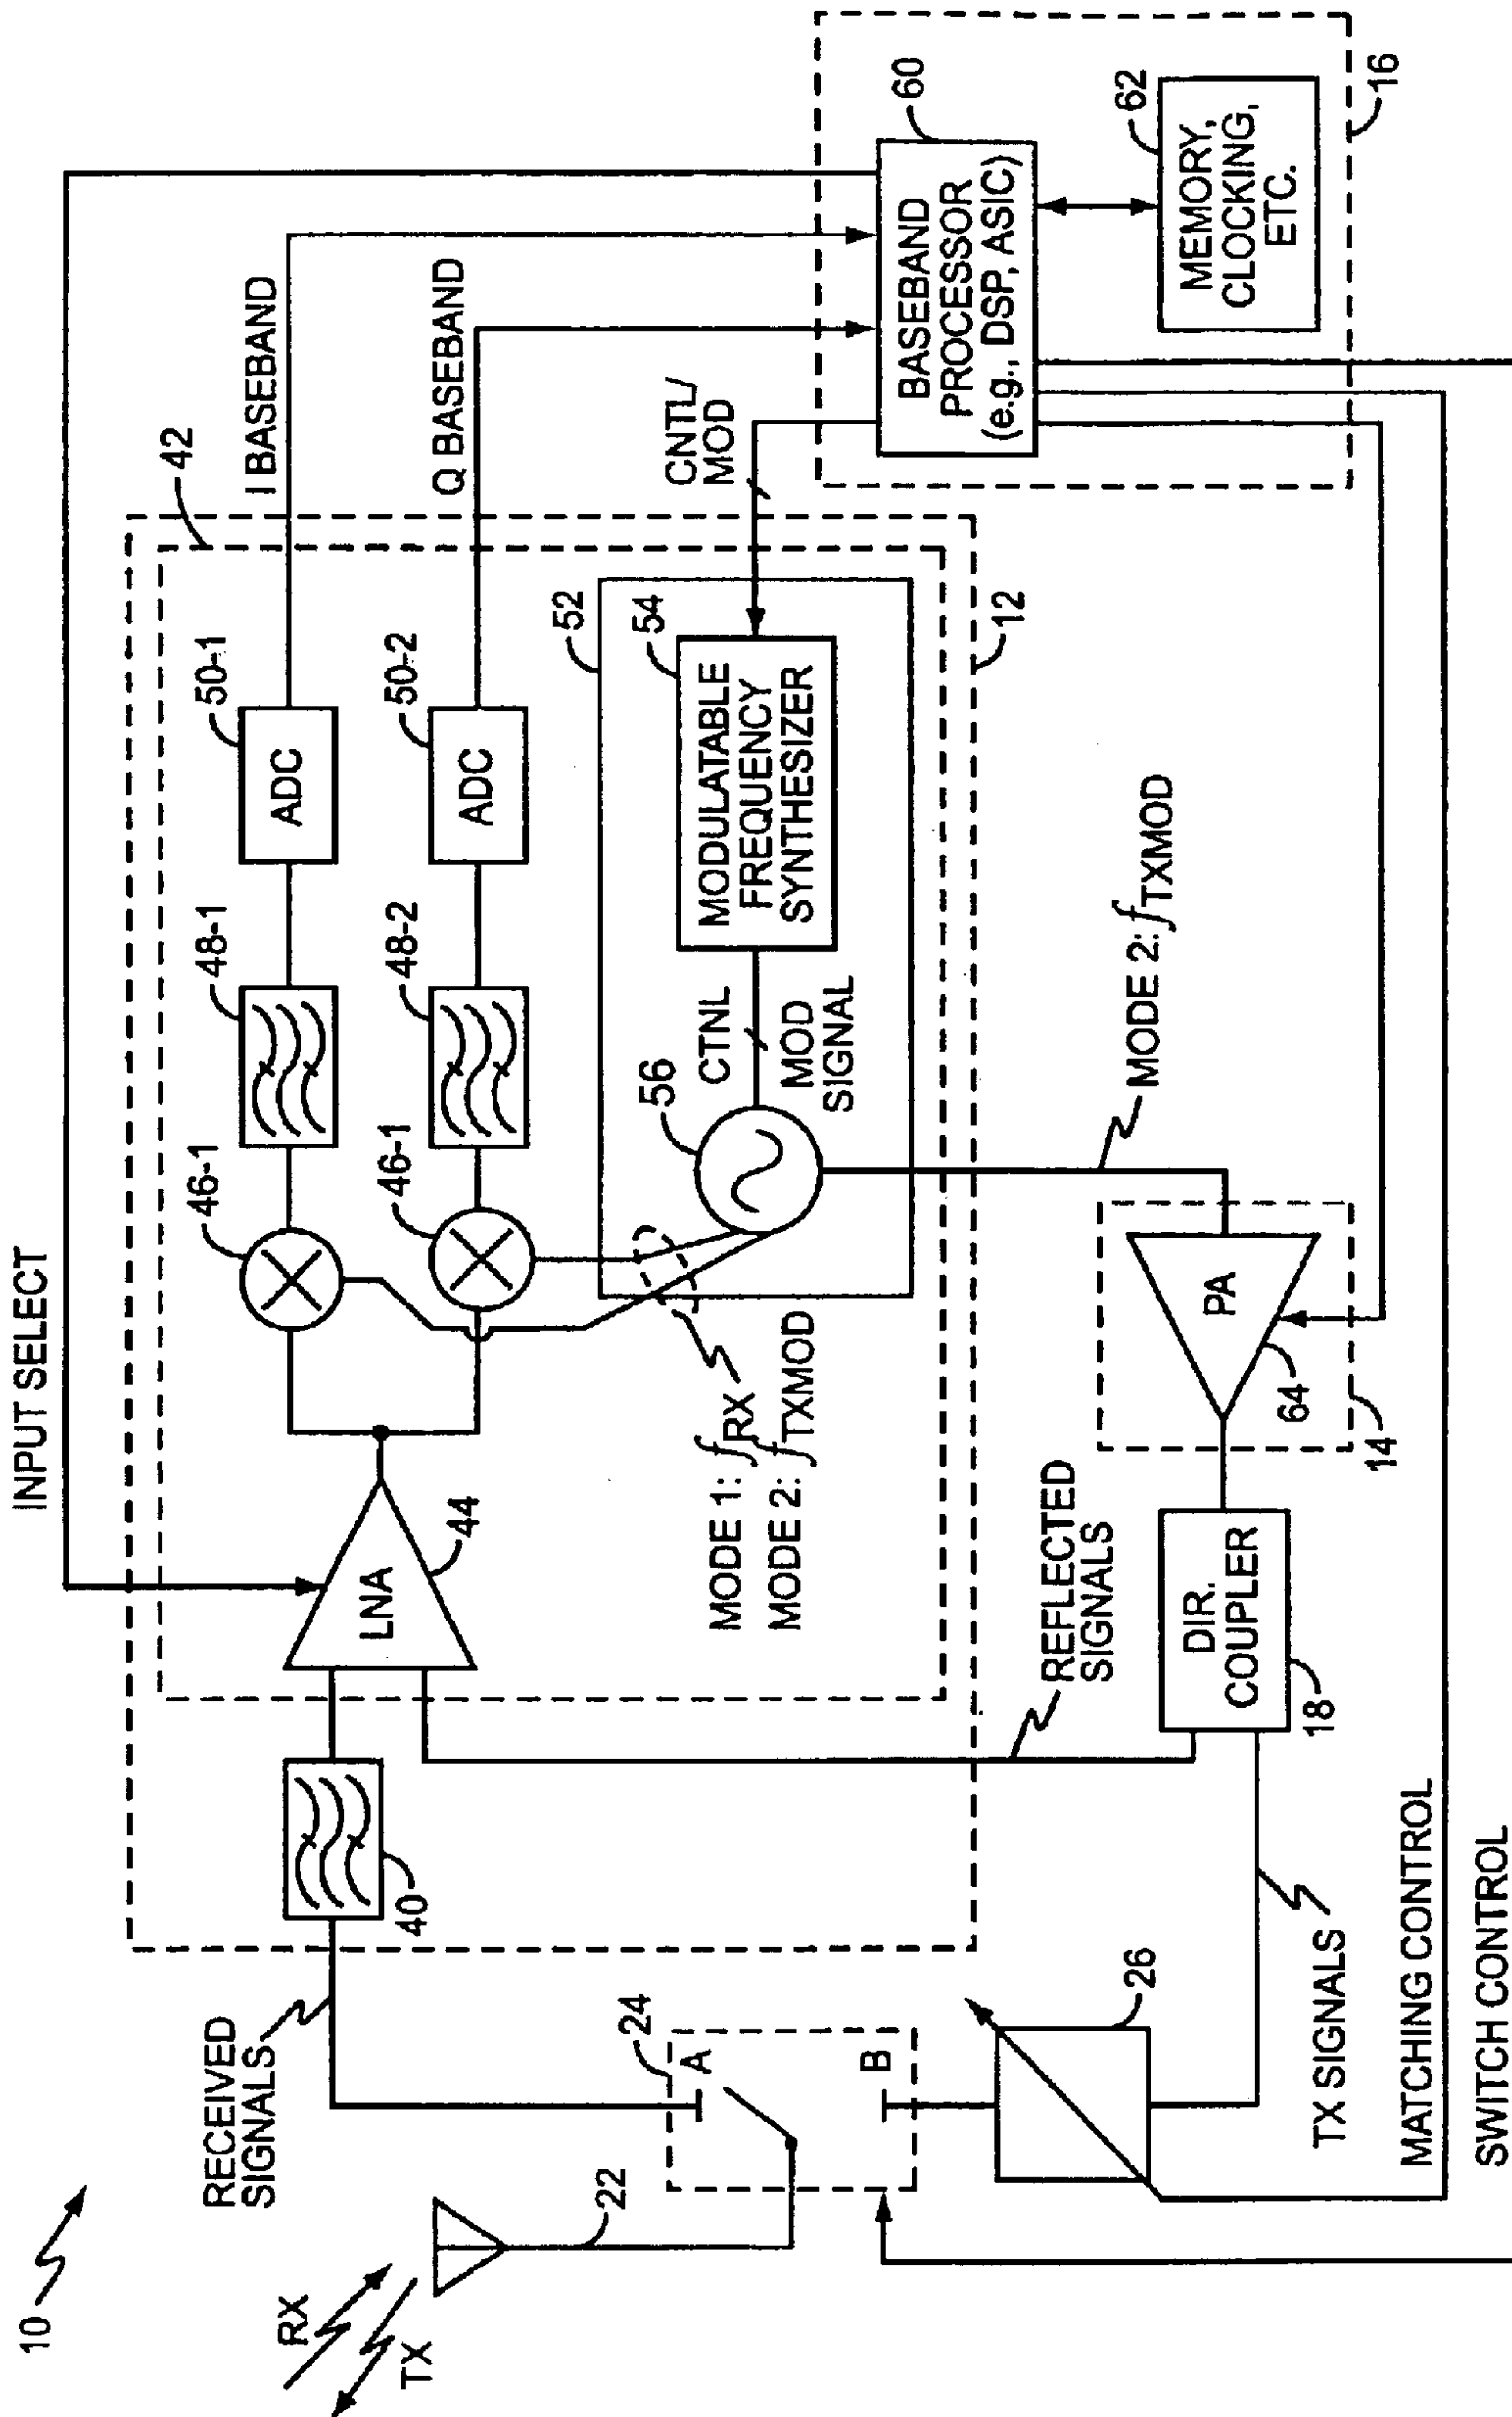 10
RX
TX
22
RECEIVED
SIGNALS
24
A
B
26
TX SIGNALS
MATCHING CONTROL
SWITCH CONTROL
40
INPUT SELECT
LNA
44
REFLECTED
SIGNALS
DIR.
COUPLER
18
MODE 1: fRX
MODE 2: fTXMOD
46-1
46-1
48-1
48-2
50-1
ADC
50-2
ADC
42
I BASEBAND
Q BASEBAND
52
54
MODULATABLE
FREQUENCY
SYNTHESIZER
CTNL
MOD
SIGNAL
56
12
CNTL/
MOD
MODE 2: fTXMOD
PA
64
14
60
BASEBAND
PROCESSOR
(e.g., DSP, ASIC)
62
MEMORY,
CLOCKING,
ETC.
16